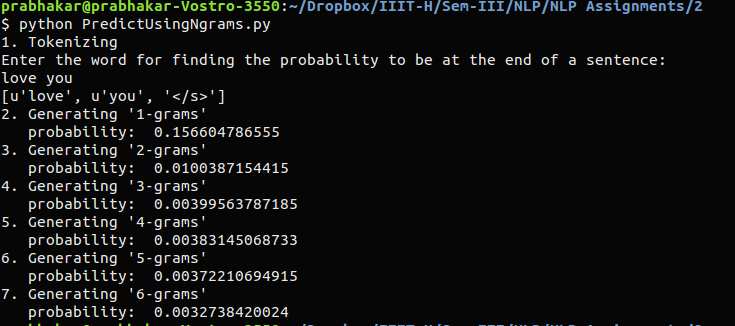 prabhakar@prabhakar-Vostro-3550:~/Dropbox/IIIT-H/Sem-III/NLP/NLP Assignments/2
$ python PredictUsingNgrams.py
1. Tokenizing
Enter the word for finding the probability to be at the end of a sentence:
love you
[u'love', u'you', '</s>']
2. Generating '1-grams'
   probability:  0.156604786555
3. Generating '2-grams'
   probability:  0.0100387154415
4. Generating '3-grams'
   probability:  0.00399563787185
5. Generating '4-grams'
   probability:  0.00383145068733
6. Generating '5-grams'
   probability:  0.00372210694915
7. Generating '6-grams'
   probability:  0.0032738420024